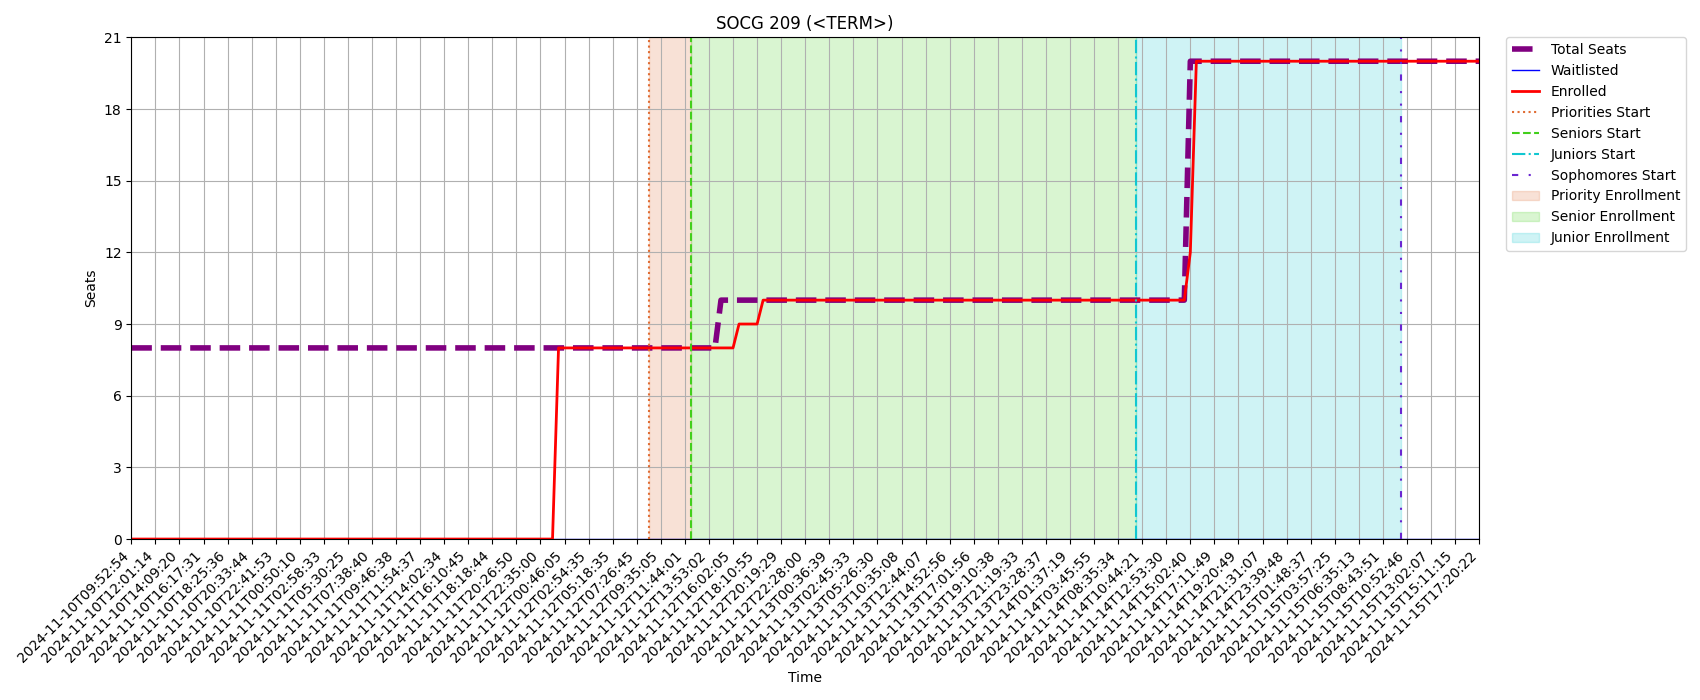 SOCG 209 (<TERM>)
21
18
15
12
9
6
3
0
Seats
Total Seats
Waitlisted
Enrolled
Priorities Start
Seniors Start
Juniors Start
Sophomores Start
Priority Enrollment
Senior Enrollment
Junior Enrollment
2024-11-10T09:52:54
2024-11-10T12:01:14
2024-11-10T14:09:20
2024-11-10T16:17:31
2024-11-10T18:25:36
2024-11-10T20:33:44
2024-11-10T22:41:53
2024-11-11T00:50:10
2024-11-11T02:58:33
2024-11-11T05:30:25
2024-11-11T07:38:40
2024-11-11T09:46:38
2024-11-11T11:54:37
2024-11-11T14:02:34
2024-11-11T16:10:45
2024-11-11T18:18:44
2024-11-11T20:26:50
2024-11-11T22:35:00
2024-11-12T00:46:05
2024-11-12T02:54:35
2024-11-12T05:18:35
2024-11-12T07:26:45
2024-11-12T09:35:05
2024-11-12T11:44:01
2024-11-12T13:53:02
2024-11-12T16:02:05
2024-11-12T18:10:55
2024-11-12T20:19:29
2024-11-12T22:28:00
2024-11-13T00:36:39
2024-11-13T02:45:33
2024-11-13T05:26:30
2024-11-13T10:35:08
2024-11-13T12:44:07
2024-11-13T14:52:56
2024-11-13T17:01:56
2024-11-13T19:10:38
2024-11-13T21:19:33
2024-11-13T23:28:37
2024-11-14T01:37:19
2024-11-14T03:45:55
2024-11-14T08:35:34
2024-11-14T10:44:21
2024-11-14T12:53:30
2024-11-14T15:02:40
2024-11-14T17:11:49
2024-11-14T19:20:49
2024-11-14T21:31:07
2024-11-14T23:39:48
2024-11-15T01:48:37
2024-11-15T03:57:25
2024-11-15T06:35:13
2024-11-15T08:43:51
2024-11-15T10:52:46
2024-11-15T13:02:07
2024-11-15T15:11:15
2024-11-15T17:20:22
Time